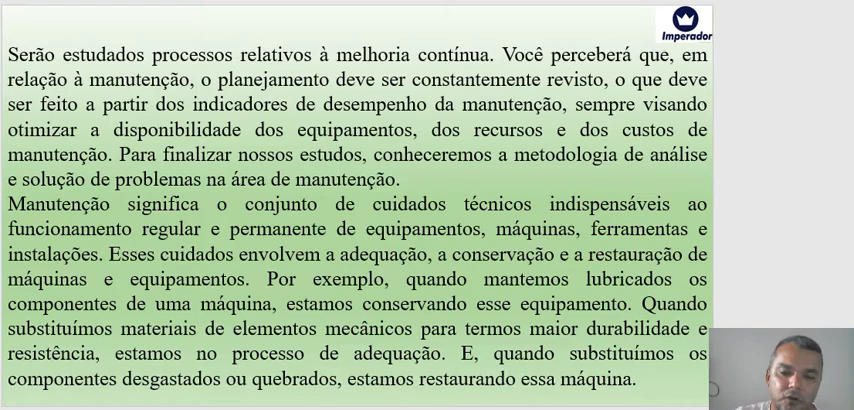 Imperador
Serão estudados processos relativos à melhoria contínua. Você perceberá que, em
relação à manutenção, o planejamento deve ser constantemente revisto, o que deve
ser feito a partir dos indicadores de desempenho da manutenção, sempre visando
otimizar a disponibilidade dos equipamentos, dos recursos e dos custos de
manutenção. Para finalizar nossos estudos, conheceremos a metodologia de análise
e solução de problemas na área de manutenção.
Manutenção significa o conjunto de cuidados técnicos indispensáveis ao
funcionamento regular e permanente de equipamentos, máquinas, ferramentas e
instalações. Esses cuidados envolvem a adequação, a conservação e a restauração de
máquinas e equipamentos. Por exemplo, quando mantemos lubricados os
componentes de uma máquina, estamos conservando esse equipamento. Quando
substituímos materiais de elementos mecânicos para termos maior durabilidade e
resistência, estamos no processo de adequação. E, quando substituímos os
componentes desgastados ou quebrados, estamos restaurando essa máquina.